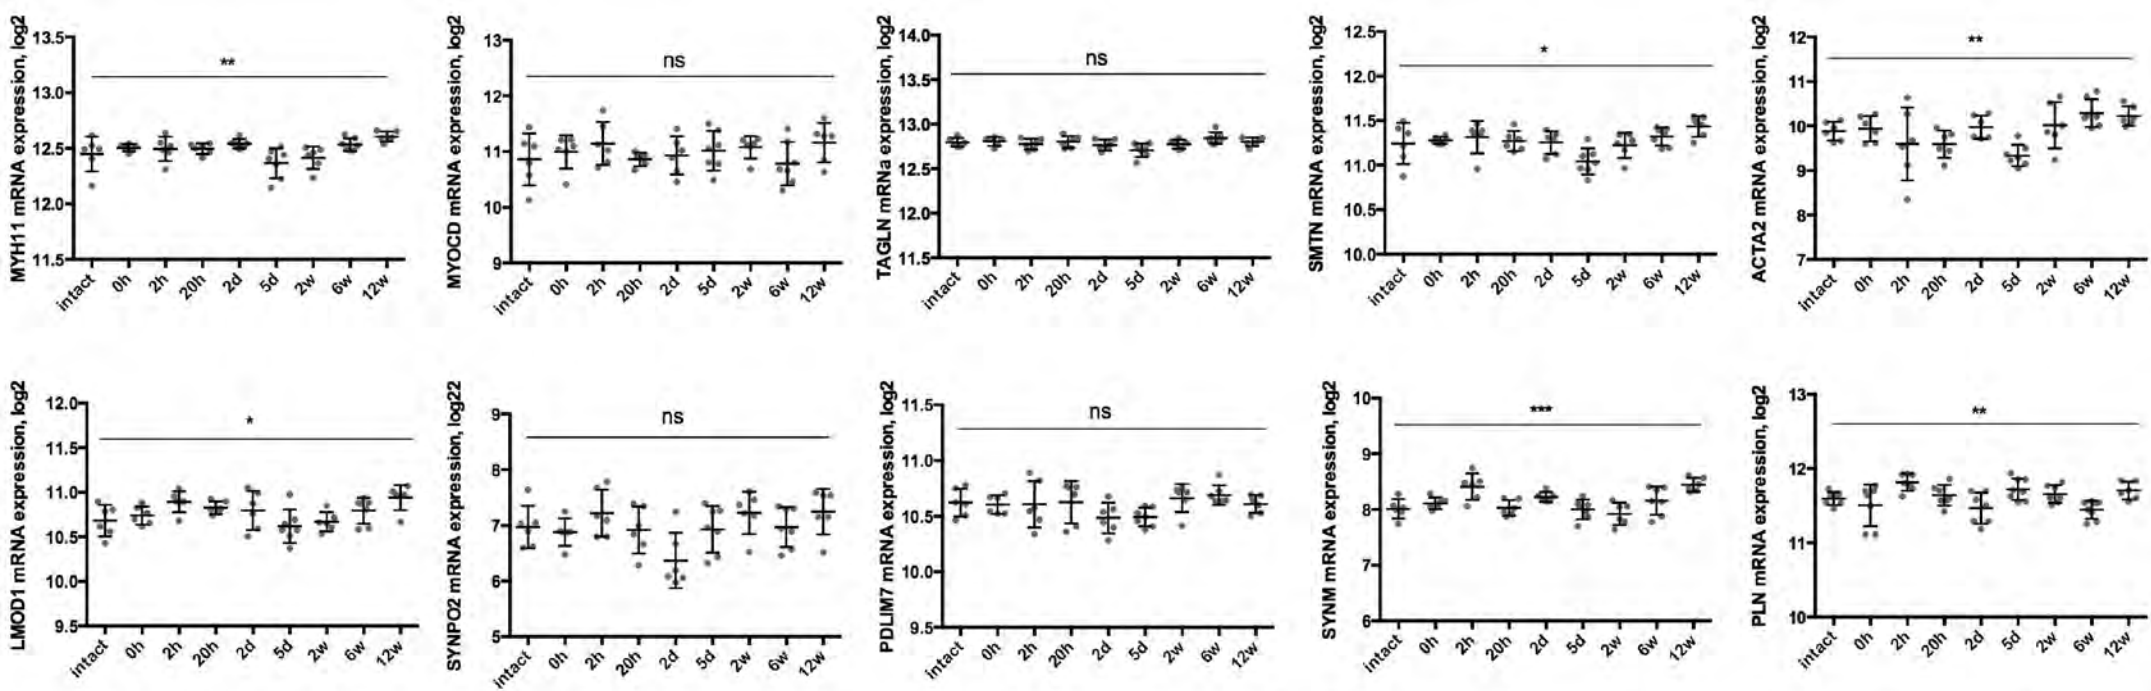 MYH11 mRNA expression, log2
13.5
13.0
12.5
12.0
11.5
**
intact 0h 2h 20h 2d 5d 2w 6w 12w
MYOCD mRNA expression, log2
13
12
11
10
9
ns
intact 0h 2h 20h 2d 5d 2w 6w 12w
TAGLN mRNa expression, log2
14.0
13.5
13.0
12.0
11.5
ns
intact 0h 2h 20h 2d 5d 2w 6w 12w
SMTN mRNA expression, log2
12.5
12.0
11.5
11.0
10.5
10.0
*
intact 0h 2h 20h 2d 5d 2w 6w 12w
ACTA2 mRNA expression, log2
12
11
10
9
8
7
**
intact 0h 2h 20h 2d 5d 2w 6w 12w
LMOD1 mRNA expression, log2
12.0
11.5
11.0
10.5
10.0
9.5
*
intact 0h 2h 20h 2d 5d 2w 6w 12w
SYNPO2 mRNA expression, log22
9
8
7
6
5
ns
intact 0h 2h 20h 2d 5d 2w 6w 12w
PDLIM7 mRNA expression, log2
11.5
11.0
10.5
10.0
9.5
ns
intact 0h 2h 20h 2d 5d 2w 6w 12w
SYNM mRNA expression, log2
10
9
8
7
6
***
intact 0h 2h 20h 2d 5d 2w 6w 12w
PLN mRNA expression, log2
13
12
11
10
**
intact 0h 2h 20h 2d 5d 2w 6w 12w